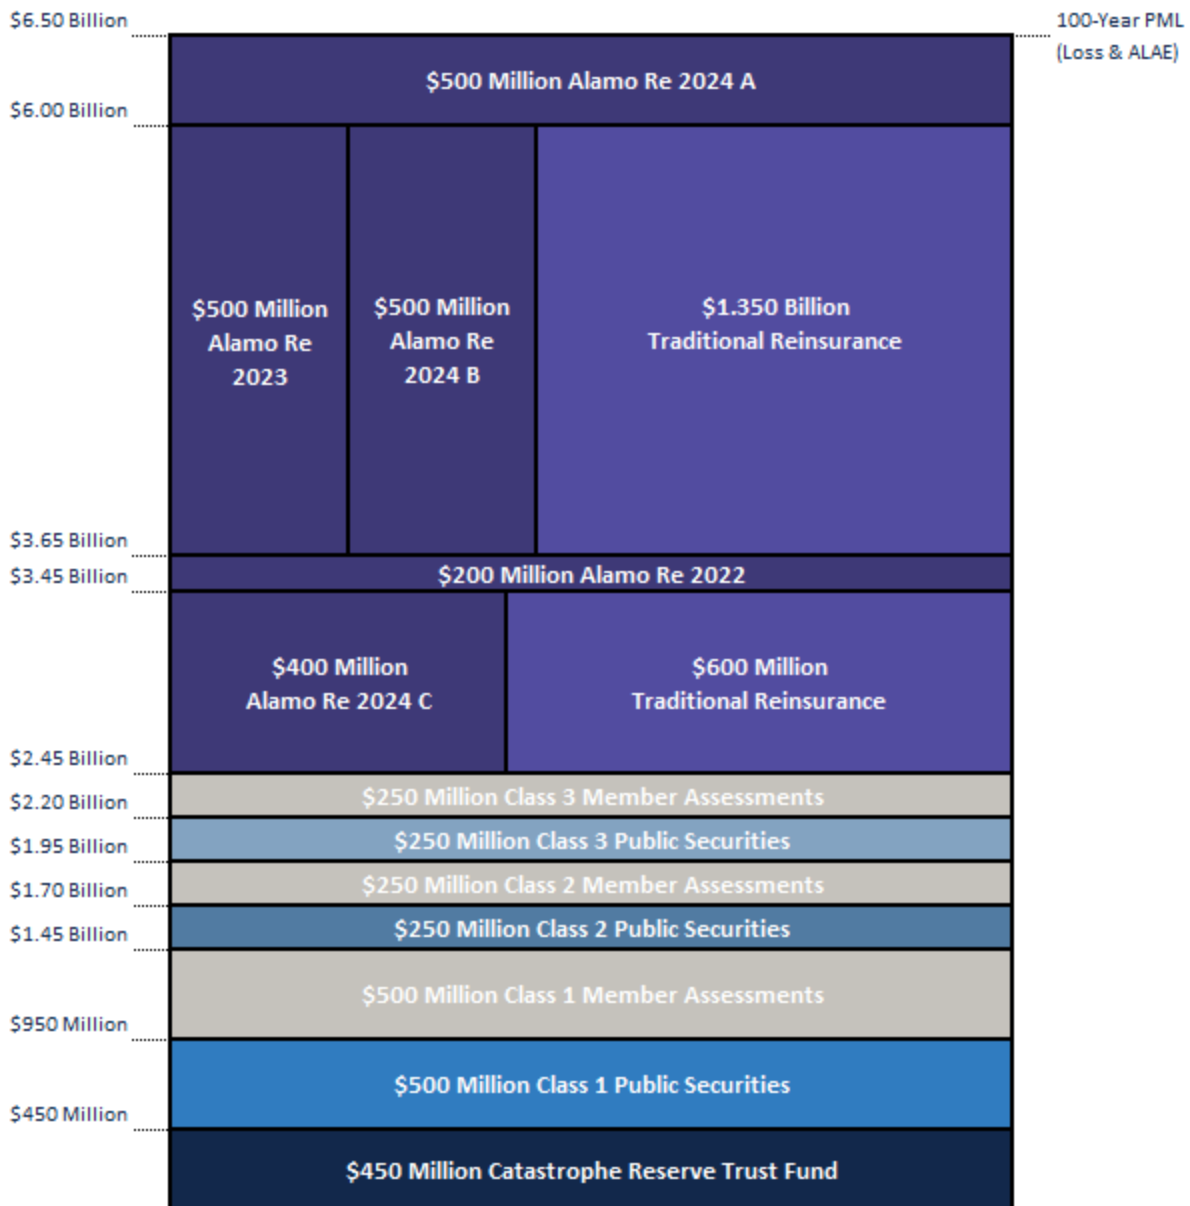 $6.50 Billion
100-Year PML
(Loss & ALAE)
$500 Million Alamo Re 2024 A
$6.00 Billion
$500 Million
Alamo Re
2023
$500 Million
Alamo Re
2024 B
$1.350 Billion
Traditional Reinsurance
$3.65 Billion
$200 Million Alamo Re 2022
$3.45 Billion
$400 Million
Alamo Re 2024 C
$600 Million
Traditional Reinsurance
$2.45 Billion
$250 Million Class 3 Member Assessments
$2.20 Billion
$250 Million Class 3 Public Securities
$1.95 Billion
$250 Million Class 2 Member Assessments
$1.70 Billion
$250 Million Class 2 Public Securities
$1.45 Billion
$500 Million Class 1 Member Assessments
$950 Million
$500 Million Class 1 Public Securities
$450 Million
$450 Million Catastrophe Reserve Trust Fund